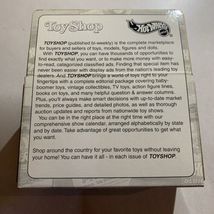 ToyShop
Hot Wheels
TOYSHOP (published bi-weekly) is the complete marketplace
for buyers and sellers of toys, models, figures and dolls.
With TOYSHOP, you can have thousands of opportunities to
find exactly what you want, or to make more money with easy-
to-read, categorized classified ads. Finding that special item has
never been easier with display ads from the nation's leading toy
dealers. And TOYSHOP brings a world of toys right to your
fingertips with a complete editorial package covering baby-
boomer toys, vintage collectibles, TV toys, action figure lines,
books on toys, and many helpful question & answer columns.
Plus, you'll always make smart decisions with up-to-date market
trends, price guides, and detailed photos, as well as thorough
auction updates and reports from nationwide toy shows.
You can be in the right place at the right time with our
comprehensive show calendar, arranged alphabetically by state
and by date. Take advantage of great opportunities to get what
you want.
Shop around the country for your favorite toys without leaving
home! You can have it all - in each issue of TOYSHOP.